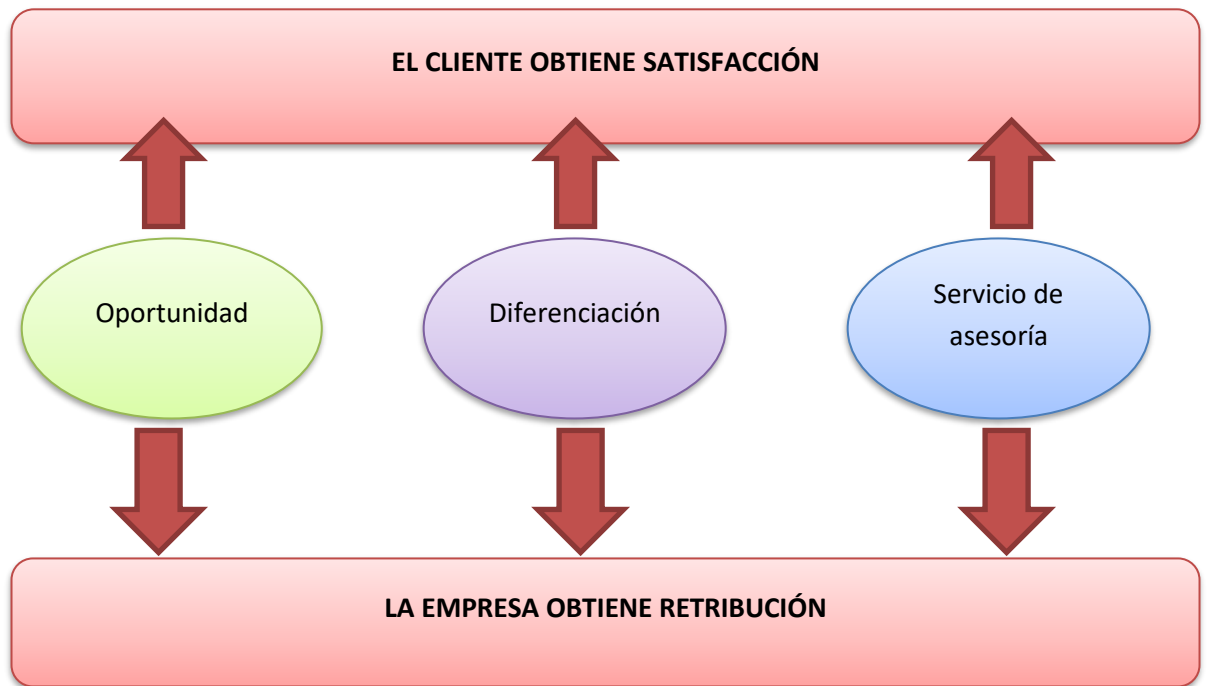 EL CLIENTE OBTIENE SATISFACCIÓN
Oportunidad
Diferenciación
Servicio de
asesoría
LA EMPRESA OBTIENE RETRIBUCIÓN